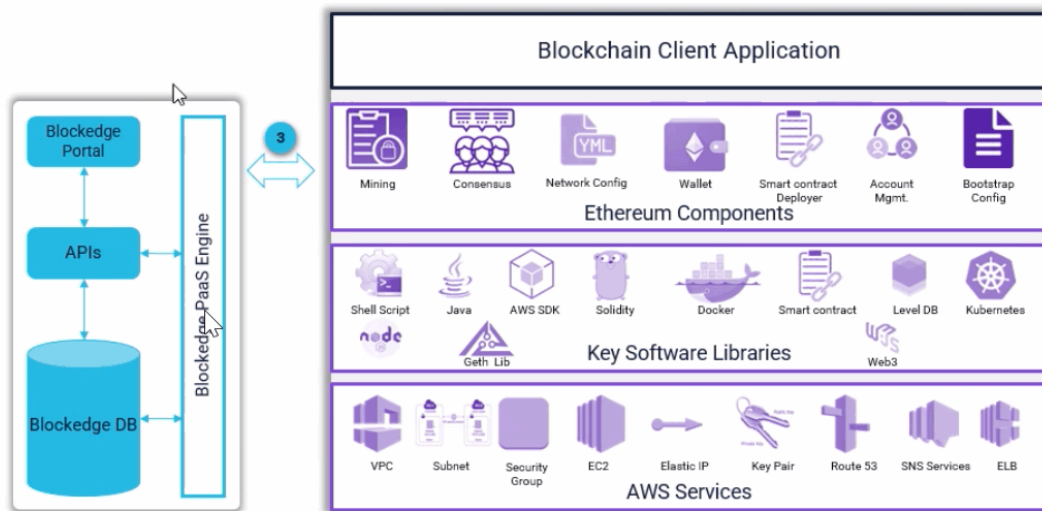 Blockchain Client Application
Blockedge
Portal
APIs
Blockedge DB
Blockedge PaaS Engine
3
YML
Mining
Consensus
Network Config
Wallet
Smart contract
Deployer
Account
Mgmt.
Bootstrap
Config
Ethereum Components
Shell Script
Java
AWS SDK
Solidity
Docker
Smart contract
Level DB
Kubernetes
node
Geth Lib
W3S
Web3
Key Software Libraries
VPC
Subnet
Security
Group
EC2
Elastic IP
Key Pair
Route 53
SNS Services
ELB
AWS Services